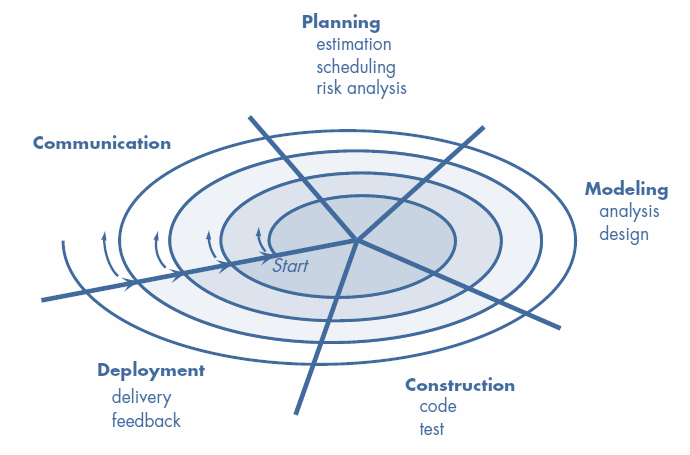 Planning
estimation
scheduling
risk analysis
Communication
Modeling
analysis
design
Start
Deployment
delivery
feedback
Construction
code
test